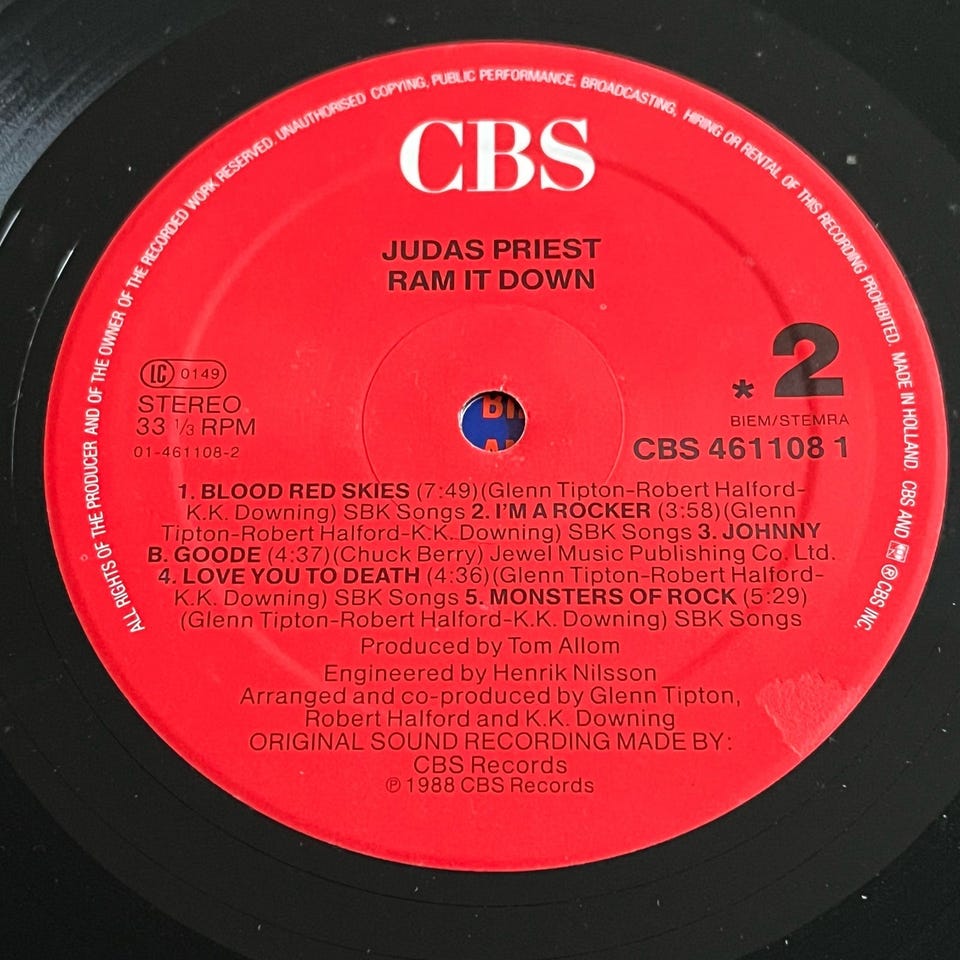 ALL RIGHTS OF THE PRODUCER AND OF THE OWNER OF THE RECORDED WORK RESERVED. UNAUTHORISED COPYING, PUBLIC PERFORMANCE, BROADCASTING, HIRING OR RENTAL OF THIS RECORDING PROHIBITED. MADE IN HOLLAND. CBS AND ® CBS INC.
CBS
JUDAS PRIEST
RAM IT DOWN
LC 0149
STEREO
33 1/3 RPM
01-461108-2
* 2
BIEM/STEMRA
CBS 461108 1
1. BLOOD RED SKIES (7:49)(Glenn Tipton-Robert Halford-
K.K. Downing) SBK Songs 2. I'M A ROCKER (3:58)(Glenn
Tipton-Robert Halford-K.K. Downing) SBK Songs 3. JOHNNY
B. GOODE (4:37)(Chuck Berry) Jewel Music Publishing Co. Ltd.
4. LOVE YOU TO DEATH (4:36)(Glenn Tipton-Robert Halford-
K.K. Downing) SBK Songs 5. MONSTERS OF ROCK (5:29)
(Glenn Tipton-Robert Halford-K.K. Downing) SBK Songs
Produced by Tom Allom
Engineered by Henrik Nilsson
Arranged and co-produced by Glenn Tipton,
Robert Halford and K.K. Downing
ORIGINAL SOUND RECORDING MADE BY:
CBS Records
℗ 1988 CBS Records